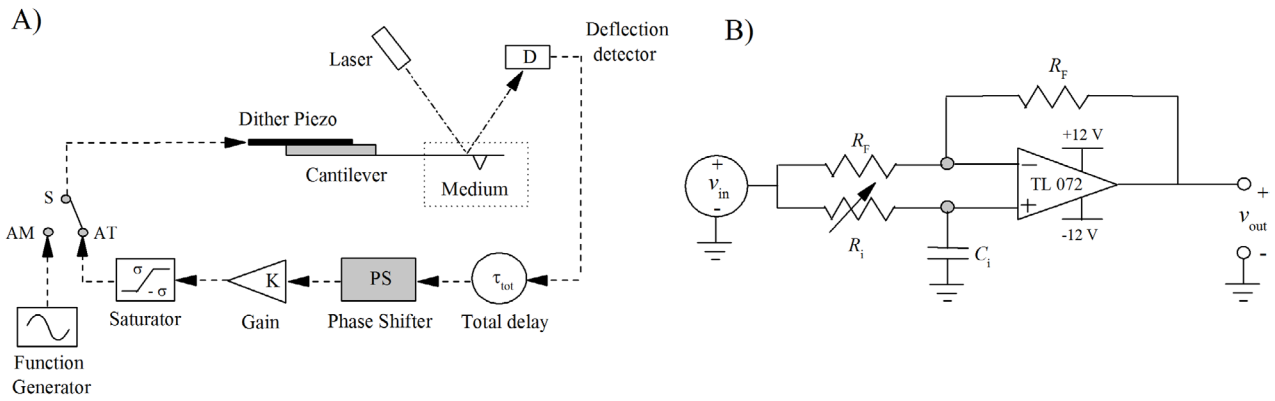 A)
Deflection
detector
Laser
D
Dither Piezo
Cantilever
Medium
S
AM
AT
σ
- σ
K
PS
τtot
Saturator
Gain
Phase Shifter
Total delay
Function
Generator
B)
RF
RF
+12 V
+
vin
-
−
TL 072
+
-12 V
Ri
Ci
+
vout
-